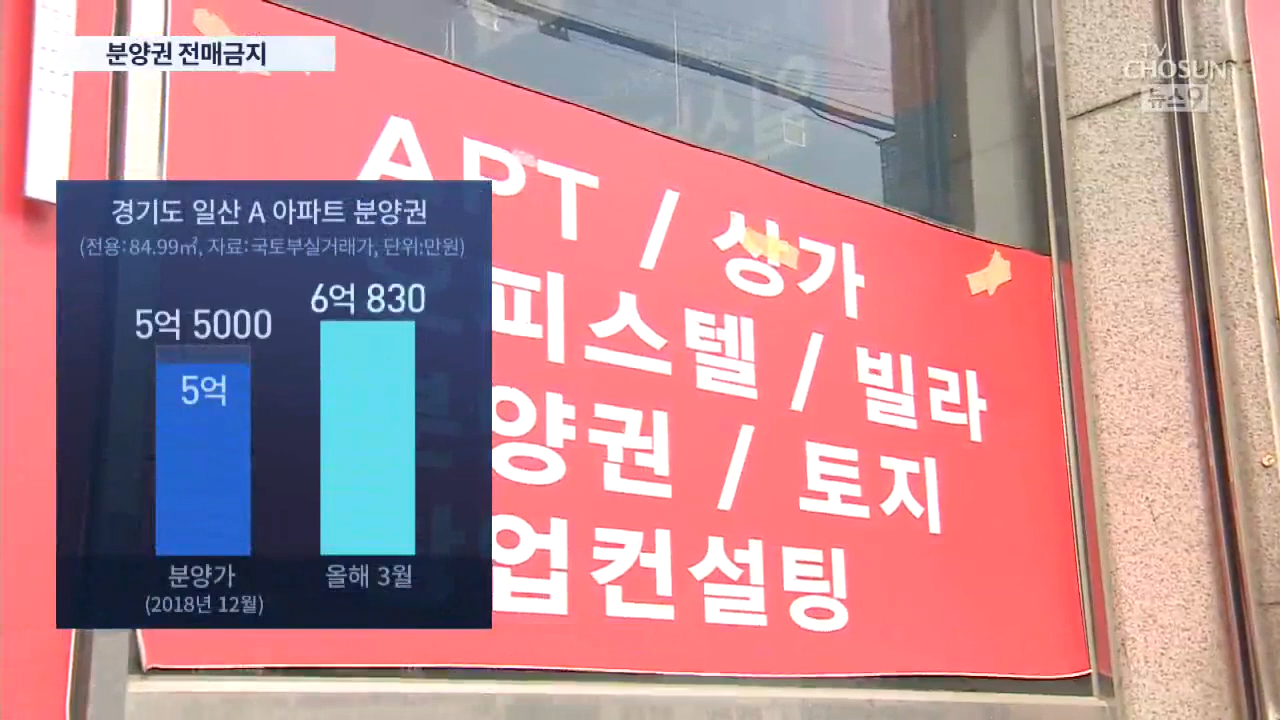 분양권 전매금지
TV
CHOSUN
뉴스9
경기도 일산 A 아파트 분양권
(전용:84.99㎡, 자료:국토부실거래가, 단위:만원)
5억 5000
6억 830
5억
분양가
올해 3월
(2018년 12월)
APT / 상가
피스텔 / 빌라
양권 / 토지
업컨설팅